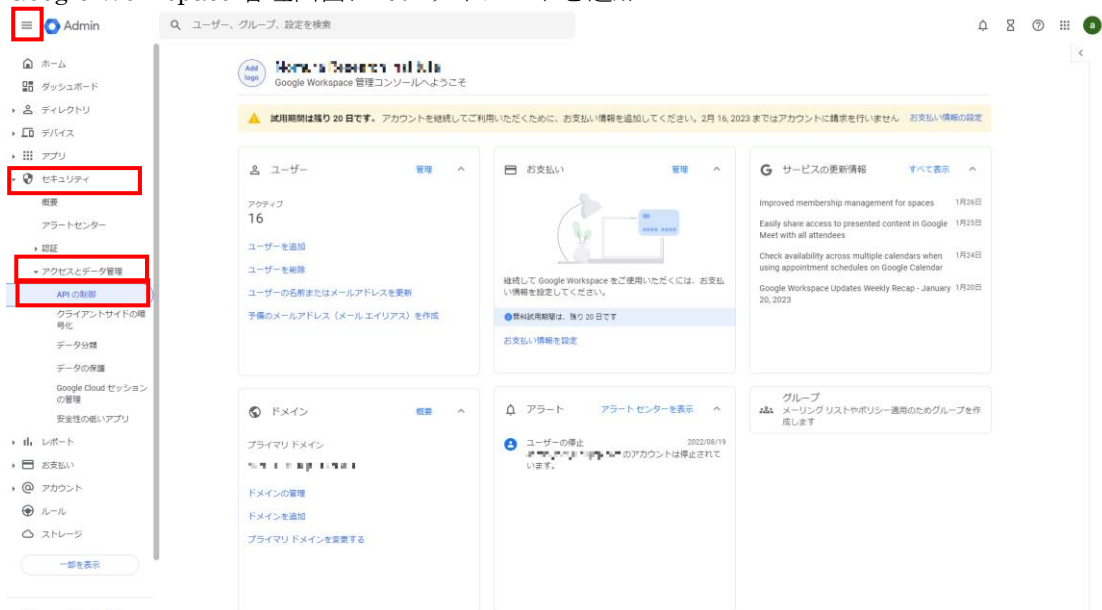 Admin
ユーザー、グループ、設定を検索
a
ホーム
ダッシュボード
ディレクトリ
デバイス
アプリ
セキュリティ
概要
アラートセンター
認証
アクセスとデータ管理
API の制御
クライアントサイドの暗
号化
データ分類
データの保護
Google Cloud セッション
の管理
安全性の低いアプリ
レポート
お支払い
アカウント
ルール
ストレージ
一部を表示
Add
logo
Google Workspace 管理コンソールへようこそ
試用期間は残り 20 日です。 アカウントを継続してご利用いただくために、お支払い情報を追加してください。2月 16, 2023 まではアカウントに請求を行いません お支払い情報の設定
ユーザー 管理
アクティブ
16
ユーザーを追加
ユーザーを削除
ユーザーの名前またはメールアドレスを更新
予備のメールアドレス（メール エイリアス）を作成
お支払い 管理
継続して Google Workspace をご使用いただくには、お支払
い情報を設定してください。
無料試用期間は、残り 20 日です
お支払い情報を設定
サービスの更新情報 すべて表示
Improved membership management for spaces 1月26日
Easily share access to presented content in Google 1月25日
Meet with all attendees
Check availability across multiple calendars when 1月24日
using appointment schedules on Google Calendar
Google Workspace Updates Weekly Recap - January 1月20日
20, 2023
ドメイン 概要
プライマリ ドメイン
ドメインの管理
ドメインを追加
プライマリ ドメインを変更する
アラート アラート センターを表示
ユーザーの停止 2022/08/19
のアカウントは停止されて
います。
グループ
メーリング リストやポリシー適用のためグループを作
成します